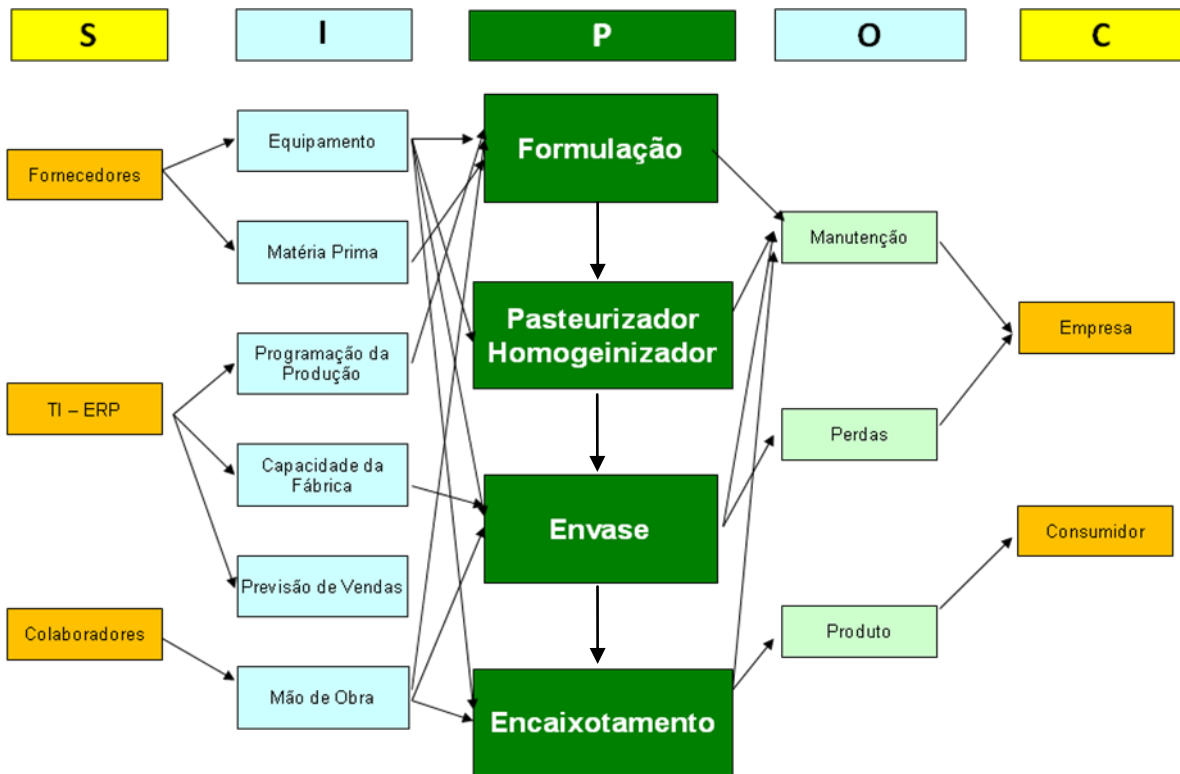 S
I
P
O
C
Fornecedores
TI – ERP
Colaboradores
Equipamento
Matéria Prima
Programação da
Produção
Capacidade da
Fábrica
Previsão de Vendas
Mão de Obra
Formulação
Pasteurizador
Homogeinizador
Envase
Encaixotamento
Manutenção
Perdas
Produto
Empresa
Consumidor